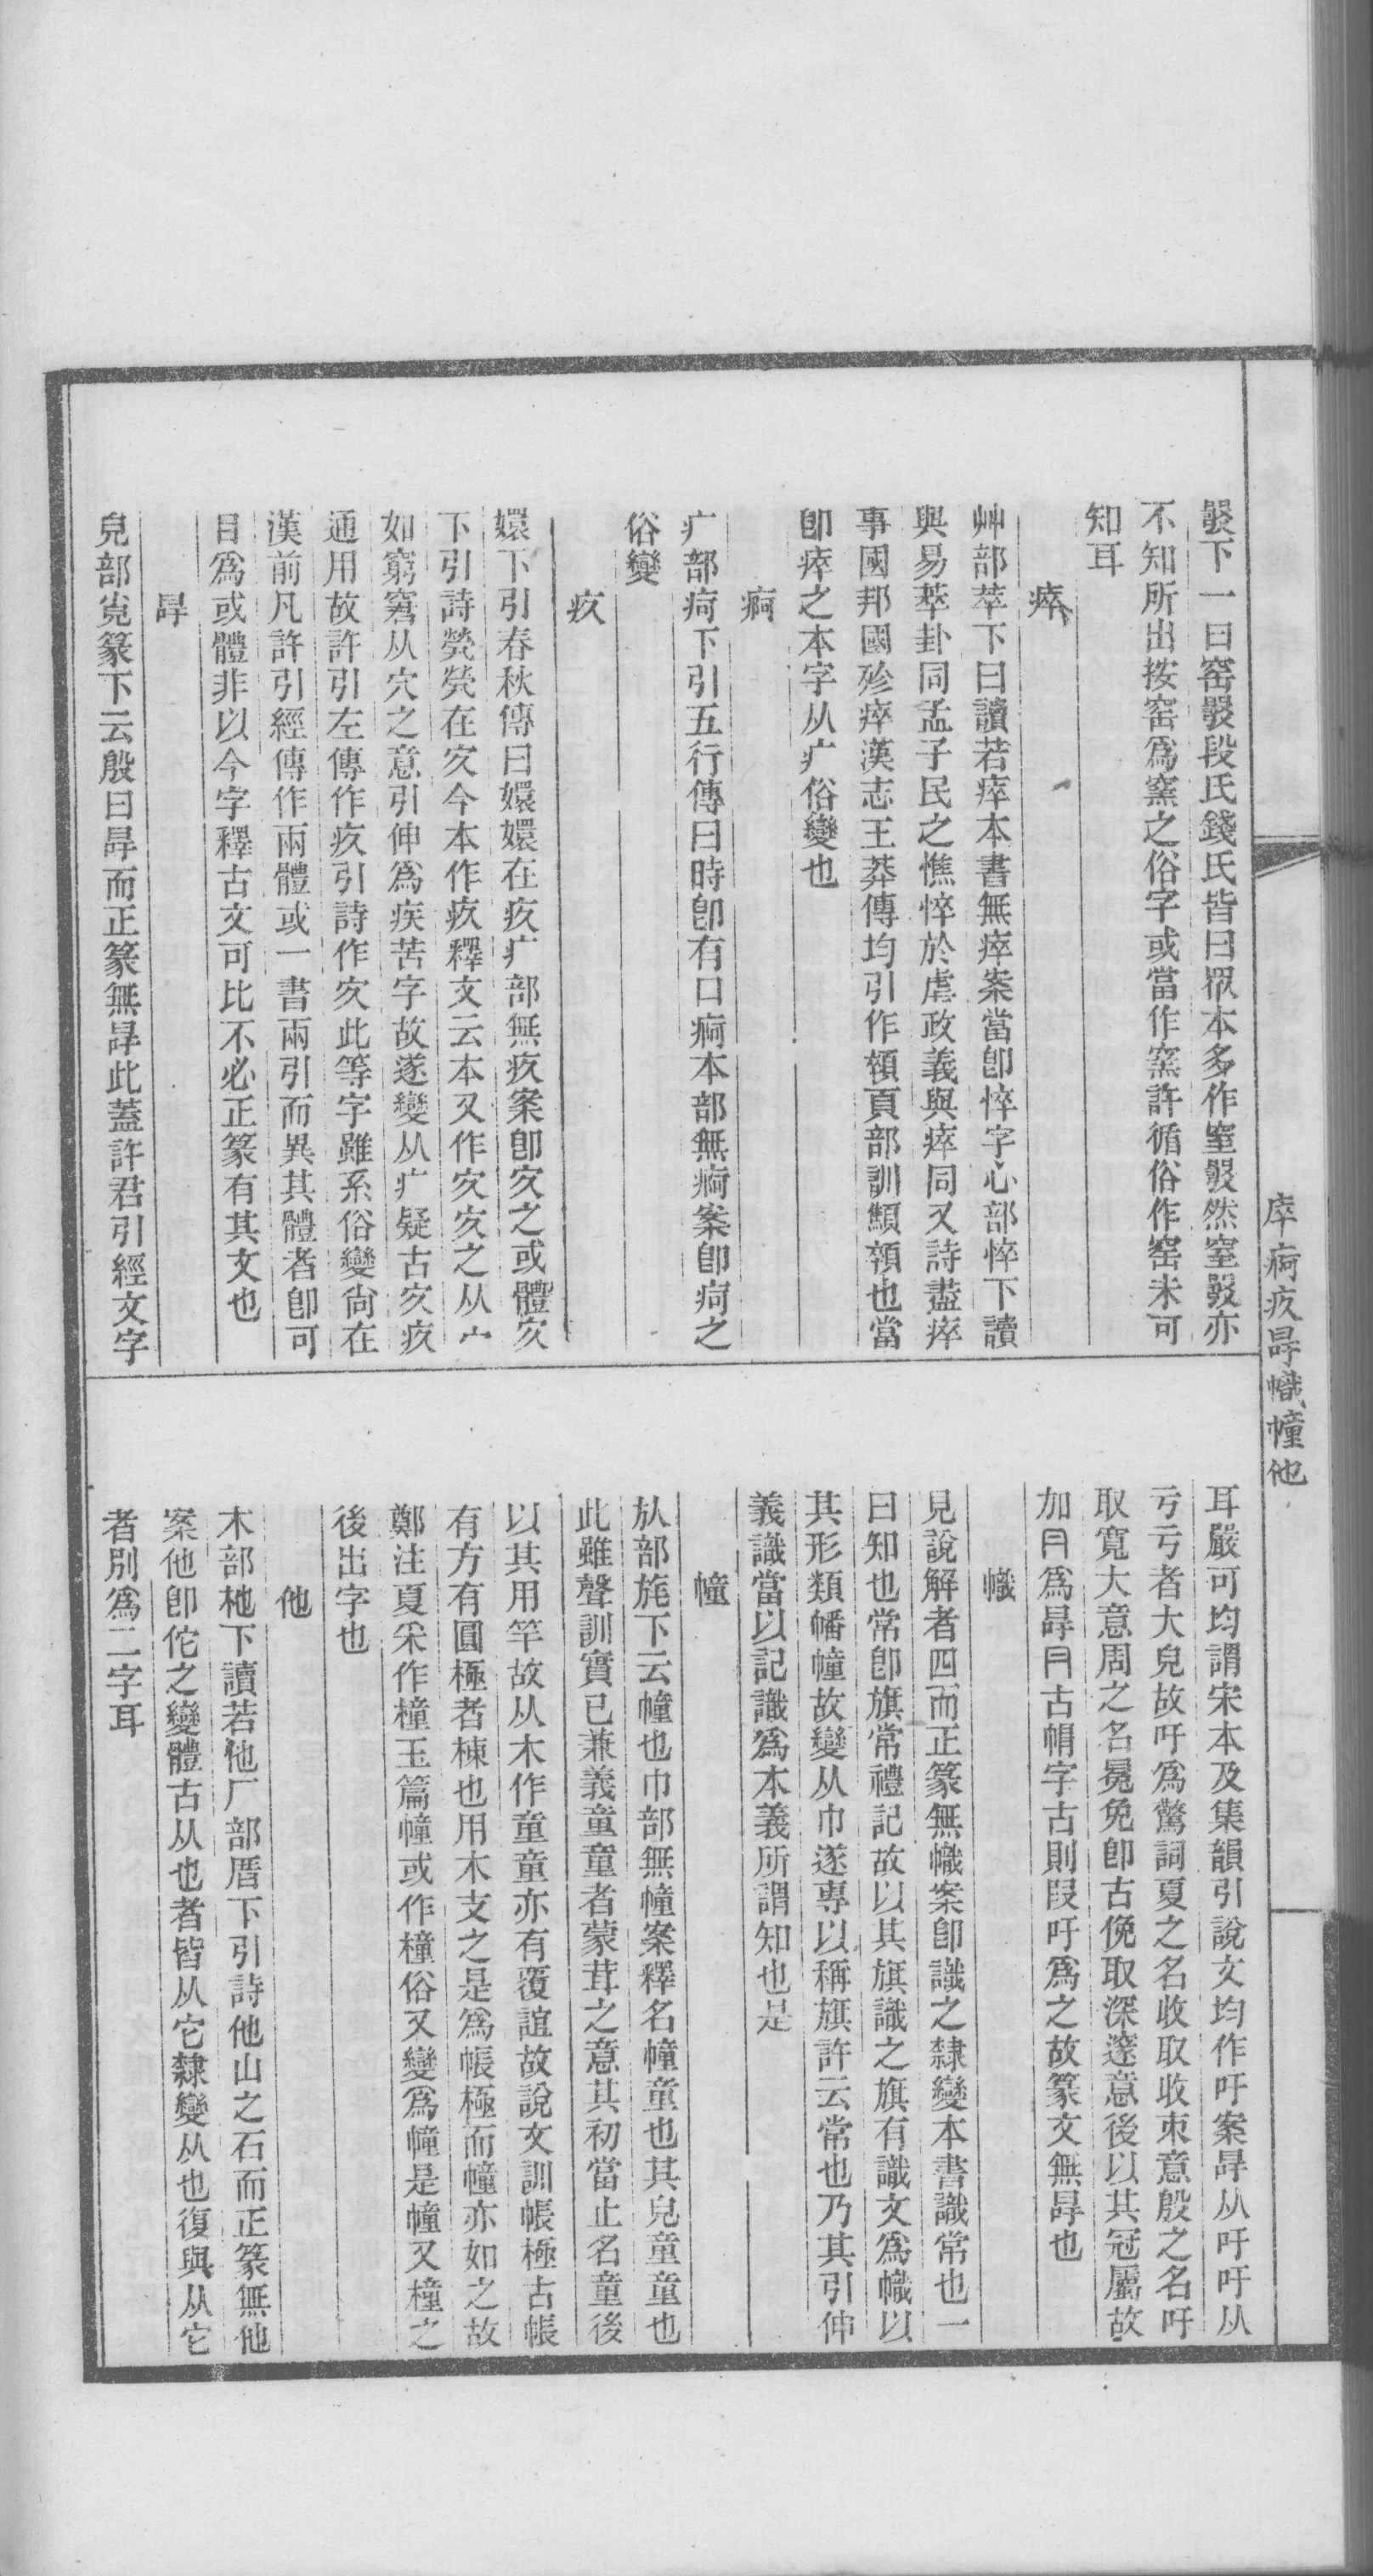 叕下一曰窋叕段氏錢氏皆曰眾本多作窐叕然窐叕亦
不知所出按窋爲窯之俗字或當作窯許循俗作窑未可
知耳
瘁
艸部萃下曰讀若瘁本書無瘁案當卽悴字心部悴下讀
與易萃卦同孟子民之憔悴於虐政義與瘁同又詩盡瘁
事國邦國殄瘁漢志王莽傳均引作顇頁部訓顦顇也當
卽瘁之本字从疒俗變也
痾
疒部疴下引五行傳曰時卽有口痾本部無痾案卽疴之
俗變
疚
嬛下引春秋傳曰嬛嬛在疚疒部無疚案卽㝌之或體㝌
下引詩煢煢在㝌今本作疚釋文云本又作㝌㝌之从宀
如窮窘从穴之意引伸爲疾苦字故遂變从疒疑古㝌疚
通用故許引左傳作疚引詩作㝌此等字雖系俗變尙在
漢前凡許引經傳作兩體或一書兩引而異其體者卽可
目爲或體非以今字釋古文可比不必正篆有其文也
冔
皃部覍篆下云殷曰冔而正篆無冔此蓋許君引經文字
耳嚴可均謂宋本及集韻引說文均作吁案冔从吁吁从
亏亏者大皃故吁爲驚詞夏之名收取收束意殷之名吁
取寬大意周之名冕免卽古俛取深邃意後以其冠屬故
加冃爲冔冃古帽字古則叚吁爲之故篆文無冔也
幟
見說解者四而正篆無幟案卽識之隸變本書識常也一
曰知也常卽旗常禮記故以其旗識之旗有識文爲幟以
其形類幡幢故變从巾遂專以稱旗許云常也乃其引伸
義識當以記識爲本義所謂知也是
幢
㫃部旄下云幢也巾部無幢案釋名幢童也其皃童童也
此雖聲訓實已兼義童童者蒙茸之意其初當止名童後
以其用竿故从木作童童亦有覆誼故說文訓帳極古帳
有方有圓極者棟也用木支之是爲帳極而幢亦如之故
鄭注夏采作橦玉篇幢或作橦俗又變爲幢是幢又橦之
後出字也
他
木部杝下讀若他厂部厝下引詩他山之石而正篆無他
案他卽佗之變體古从也者皆从它隸變从也復與从它
者別爲二字耳
瘁疴疚冔幟幢他